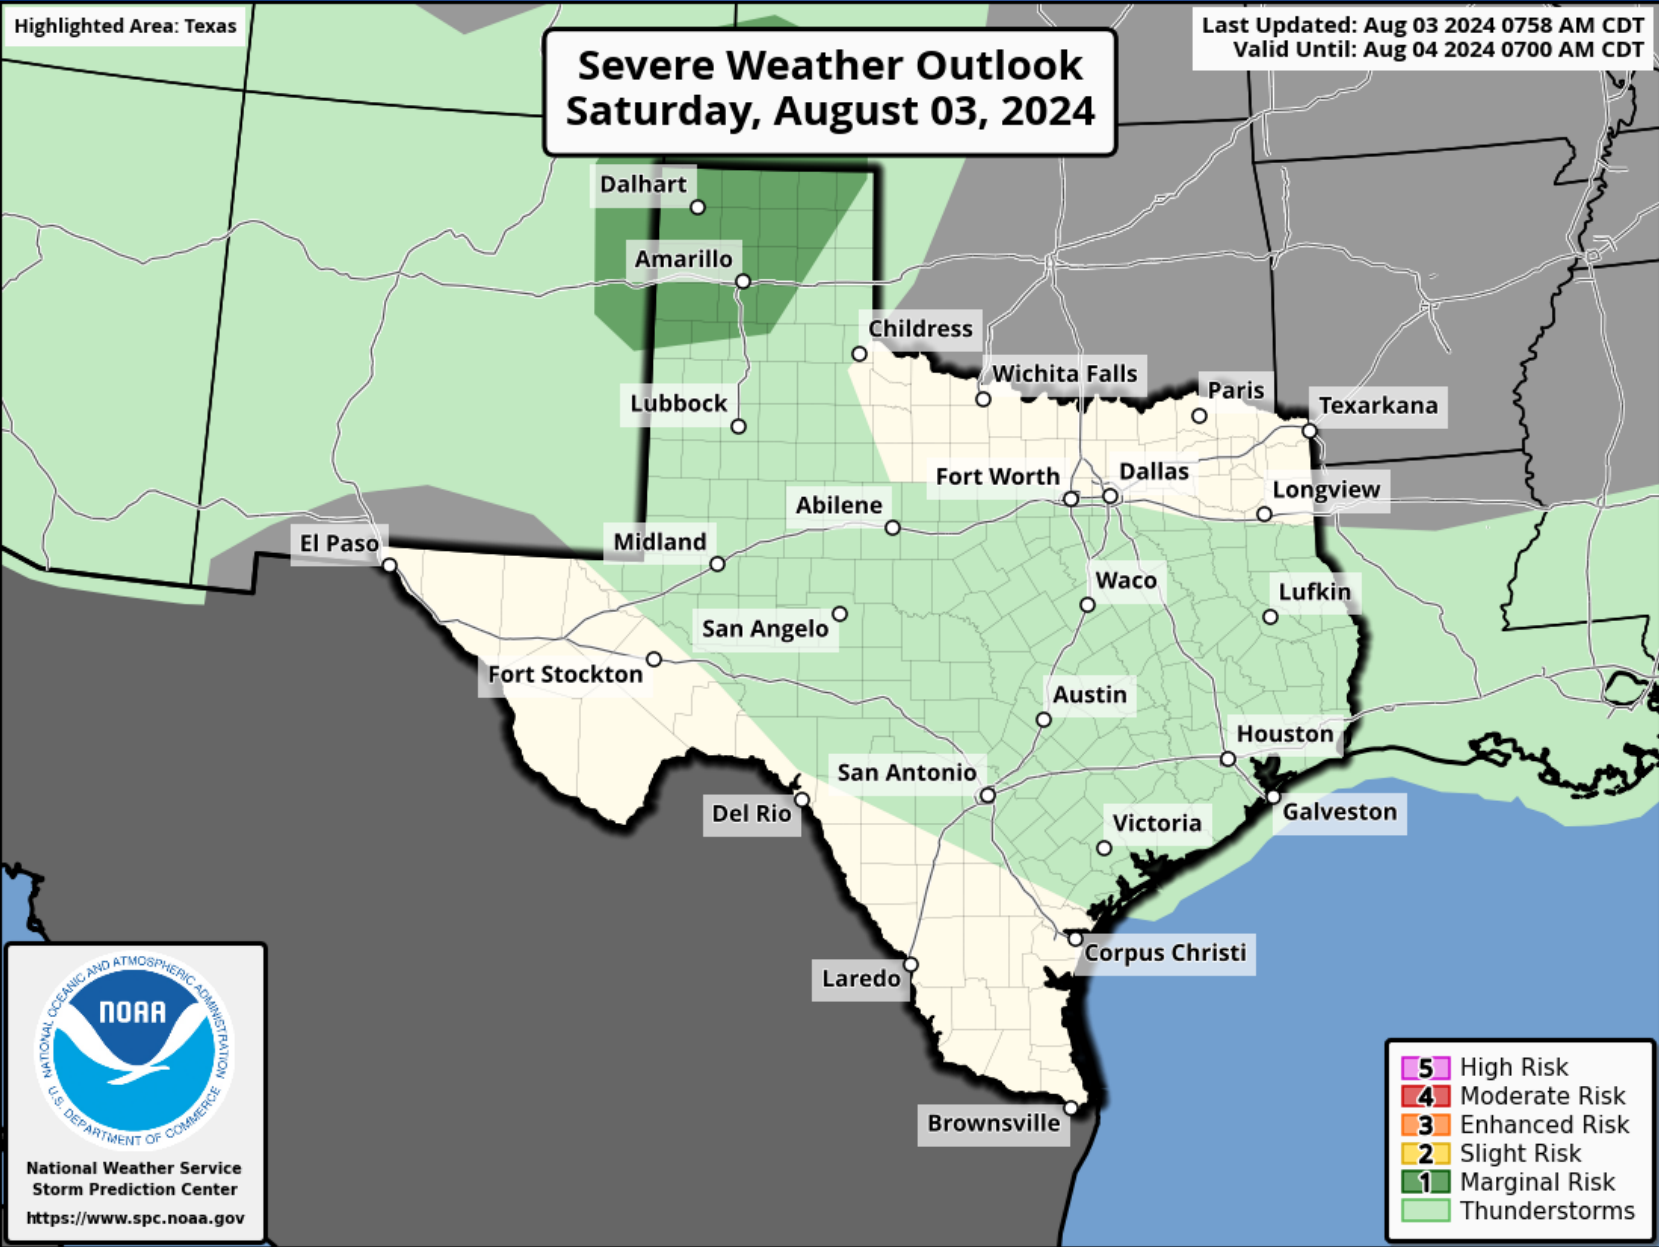 Highlighted Area: Texas
Severe Weather Outlook
Saturday, August 03, 2024
Last Updated: Aug 03 2024 0758 AM CDT
Valid Until: Aug 04 2024 0700 AM CDT
Dalhart
Amarillo
Childress
Wichita Falls
Paris
Texarkana
Lubbock
Fort Worth
Dallas
Longview
Abilene
El Paso
Midland
Waco
Lufkin
San Angelo
Fort Stockton
Austin
Houston
San Antonio
Del Rio
Galveston
Victoria
Corpus Christi
Laredo
Brownsville
NATIONAL OCEANIC AND ATMOSPHERIC ADMINISTRATION
NOAA
U.S. DEPARTMENT OF COMMERCE
National Weather Service
Storm Prediction Center
https://www.spc.noaa.gov
5 High Risk
4 Moderate Risk
3 Enhanced Risk
2 Slight Risk
1 Marginal Risk
Thunderstorms